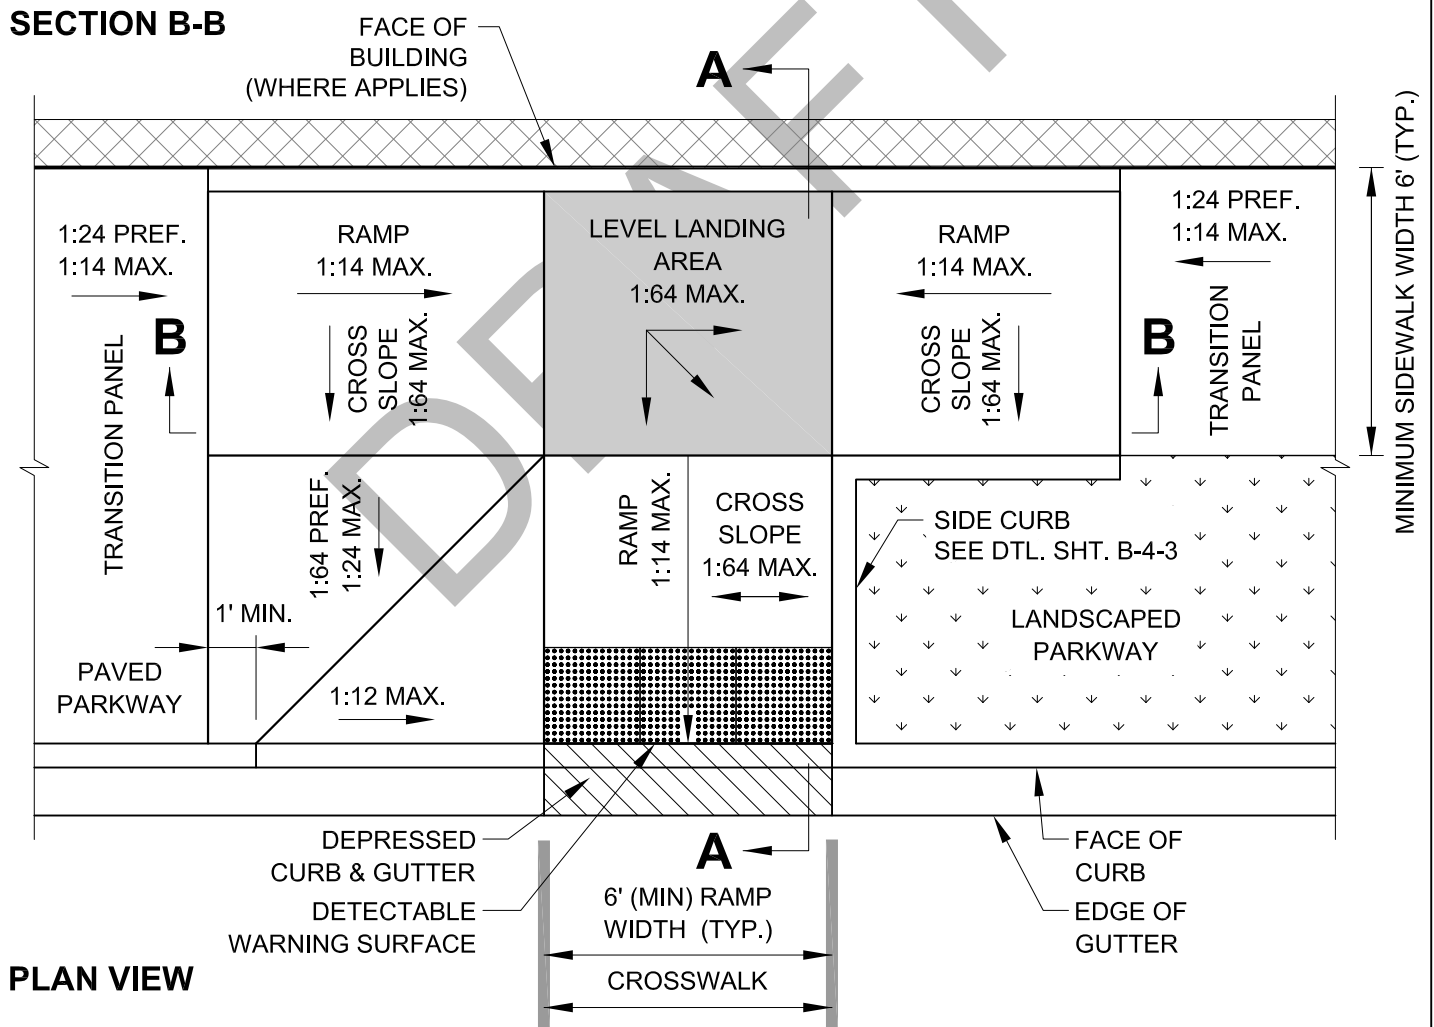 SECTION B-B
FACE OF
BUILDING
(WHERE APPLIES)
A
MINIMUM SIDEWALK WIDTH 6' (TYP.)
1:24 PREF.
1:14 MAX.
RAMP
1:14 MAX.
LEVEL LANDING
AREA
1:64 MAX.
RAMP
1:14 MAX.
1:24 PREF.
1:14 MAX.
B
TRANSITION PANEL
CROSS
SLOPE
1:64 MAX.
CROSS
SLOPE
1:64 MAX.
B
TRANSITION
PANEL
DRAFT
1:64 PREF.
1:24 MAX.
RAMP
1:14 MAX.
CROSS
SLOPE
1:64 MAX.
SIDE CURB
SEE DTL. SHT. B-4-3
1' MIN.
LANDSCAPED
PARKWAY
PAVED
PARKWAY
1:12 MAX.
DEPRESSED
CURB & GUTTER
DETECTABLE
WARNING SURFACE
A
6' (MIN) RAMP
WIDTH (TYP.)
CROSSWALK
FACE OF
CURB
EDGE OF
GUTTER
PLAN VIEW